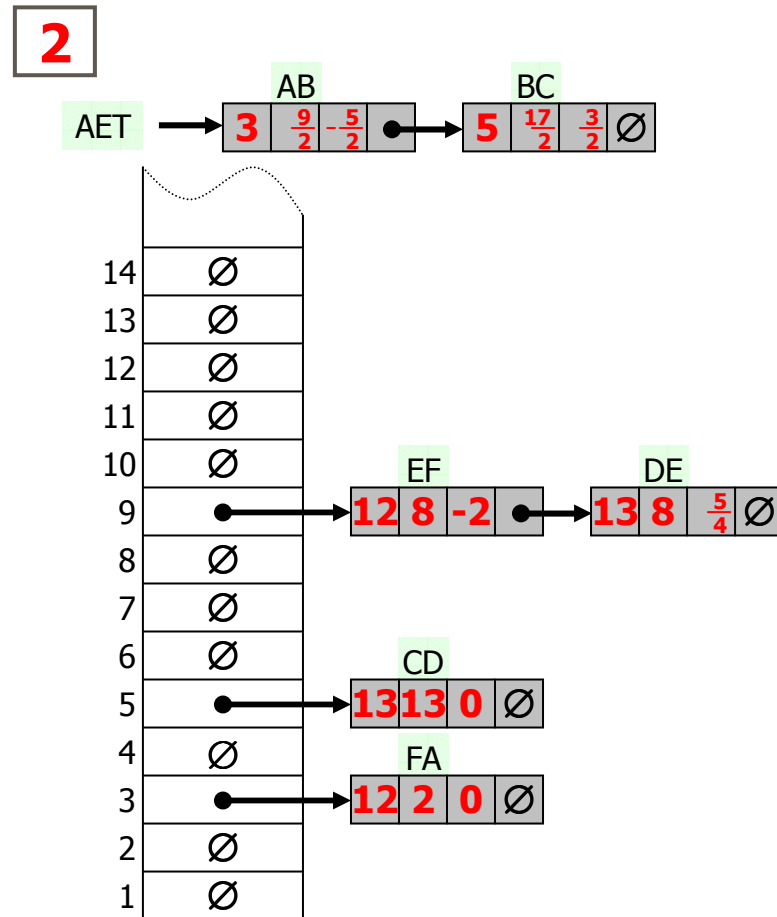 2
AB BC
AET 3 9/2 -5/2 5 17/2 3/2 ∅
14 ∅
13 ∅
12 ∅
11 ∅
10 ∅
EF DE
9 12 8 -2 13 8 5/4 ∅
8 ∅
7 ∅
6 ∅
CD
5 13 13 0 ∅
4 ∅
FA
3 12 2 0 ∅
2 ∅
1 ∅